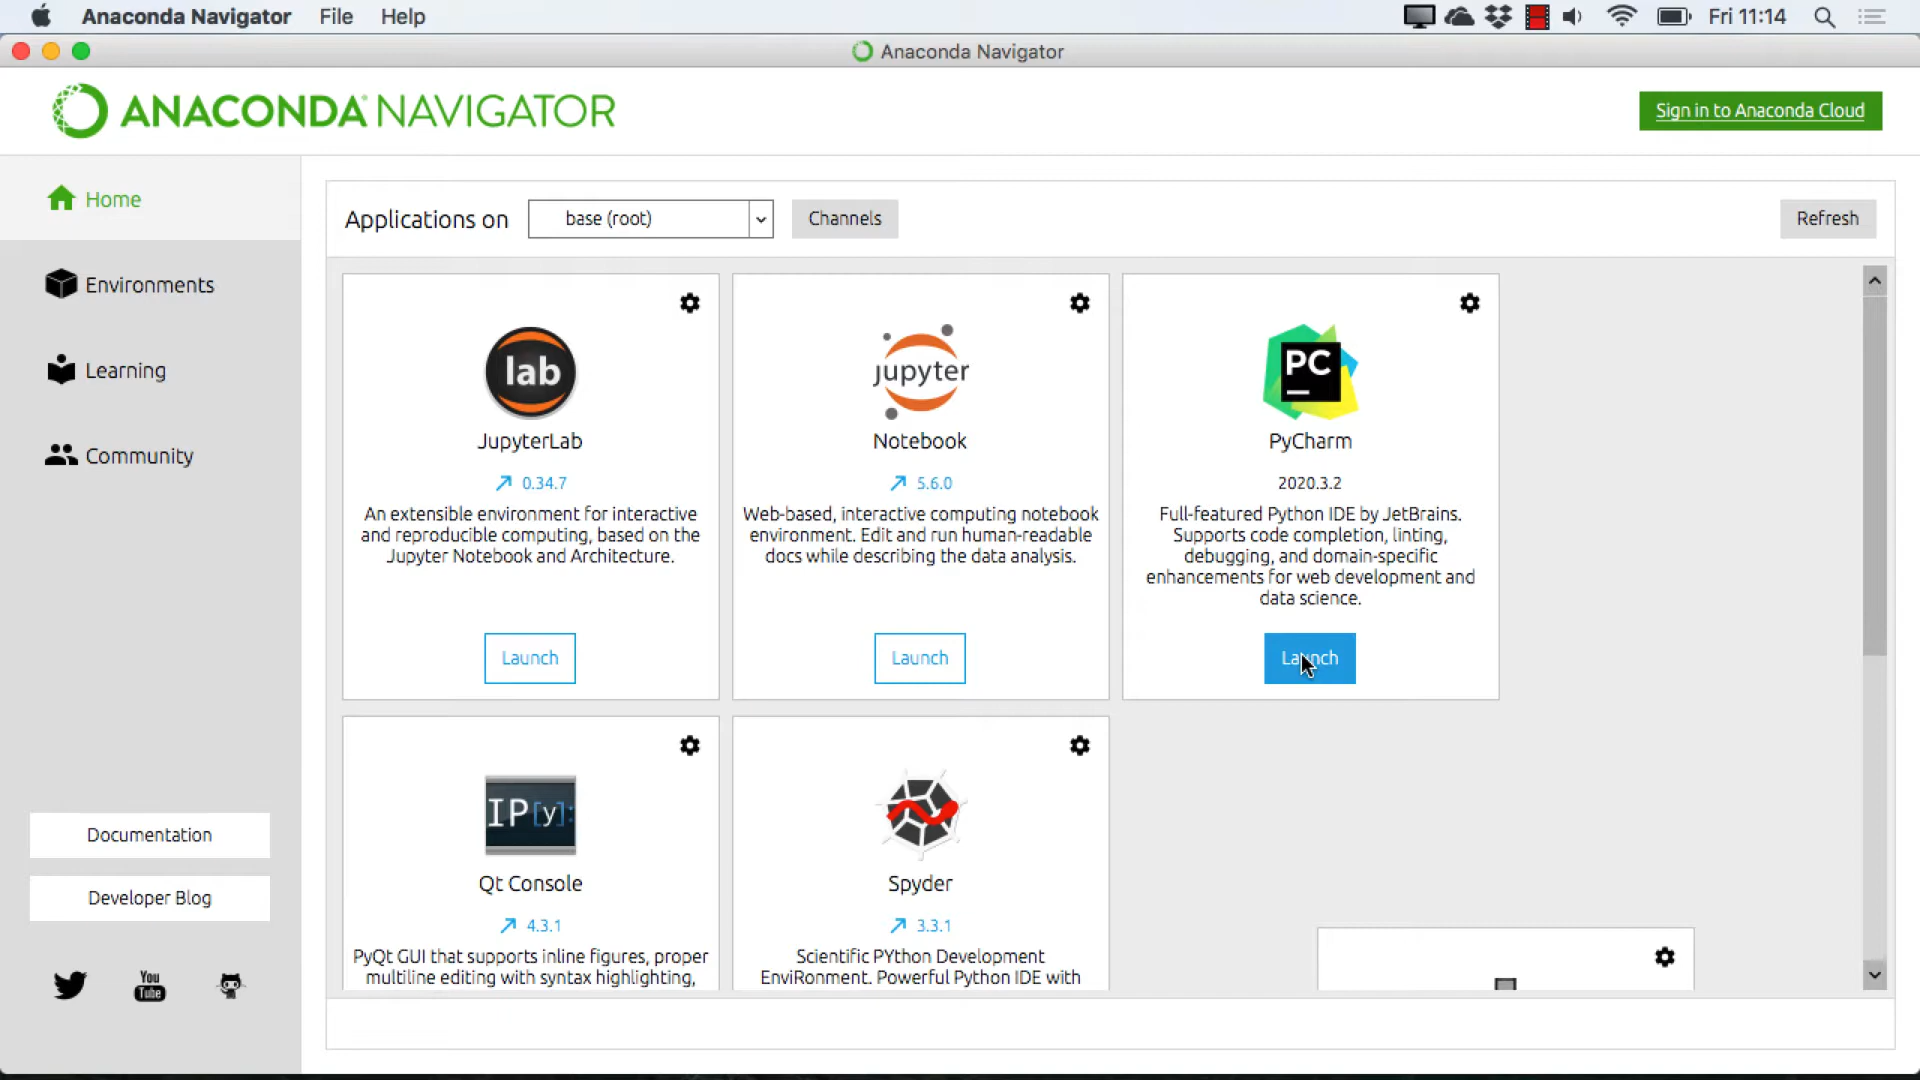 Anaconda Navigator File Help Fri 11:14
Anaconda Navigator
ANACONDA NAVIGATOR
Sign in to Anaconda Cloud
Home
Environments
Learning
Community
Documentation
Developer Blog
You
Tube
Applications on base (root) Channels Refresh
lab
JupyterLab
0.34.7
An extensible environment for interactive
and reproducible computing, based on the
Jupyter Notebook and Architecture.
Launch
jupyter
Notebook
5.6.0
Web-based, interactive computing notebook
environment. Edit and run human-readable
docs while describing the data analysis.
Launch
PC
PyCharm
2020.3.2
Full-featured Python IDE by JetBrains.
Supports code completion, linting,
debugging, and domain-specific
enhancements for web development and
data science.
Launch
IP[y]:
Qt Console
4.3.1
PyQt GUI that supports inline figures, proper
multiline editing with syntax highlighting,
Spyder
3.3.1
Scientific PYthon Development
EnviRonment. Powerful Python IDE with